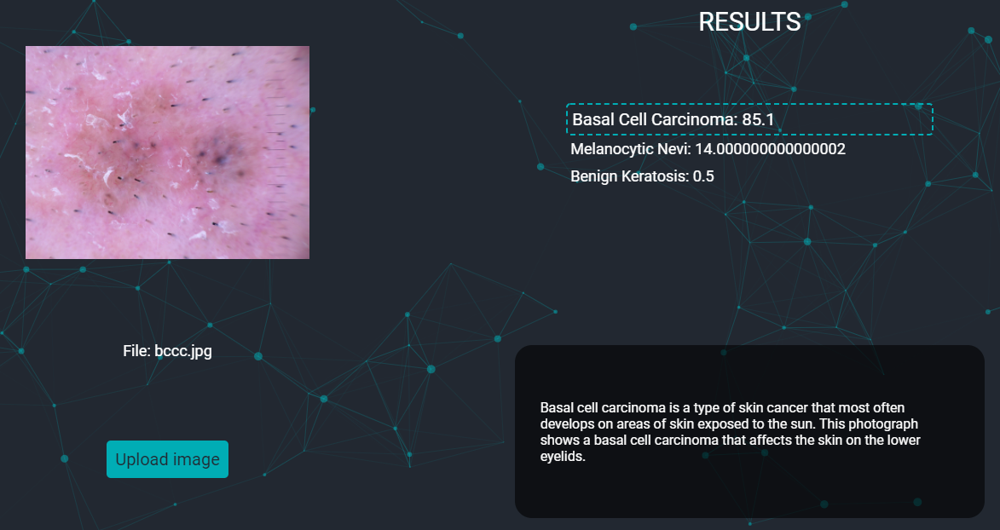 RESULTS
Basal Cell Carcinoma: 85.1
Melanocytic Nevi: 14.000000000000002
Benign Keratosis: 0.5
File: bccc.jpg
Upload image
Basal cell carcinoma is a type of skin cancer that most often
develops on areas of skin exposed to the sun. This photograph
shows a basal cell carcinoma that affects the skin on the lower
eyelids.